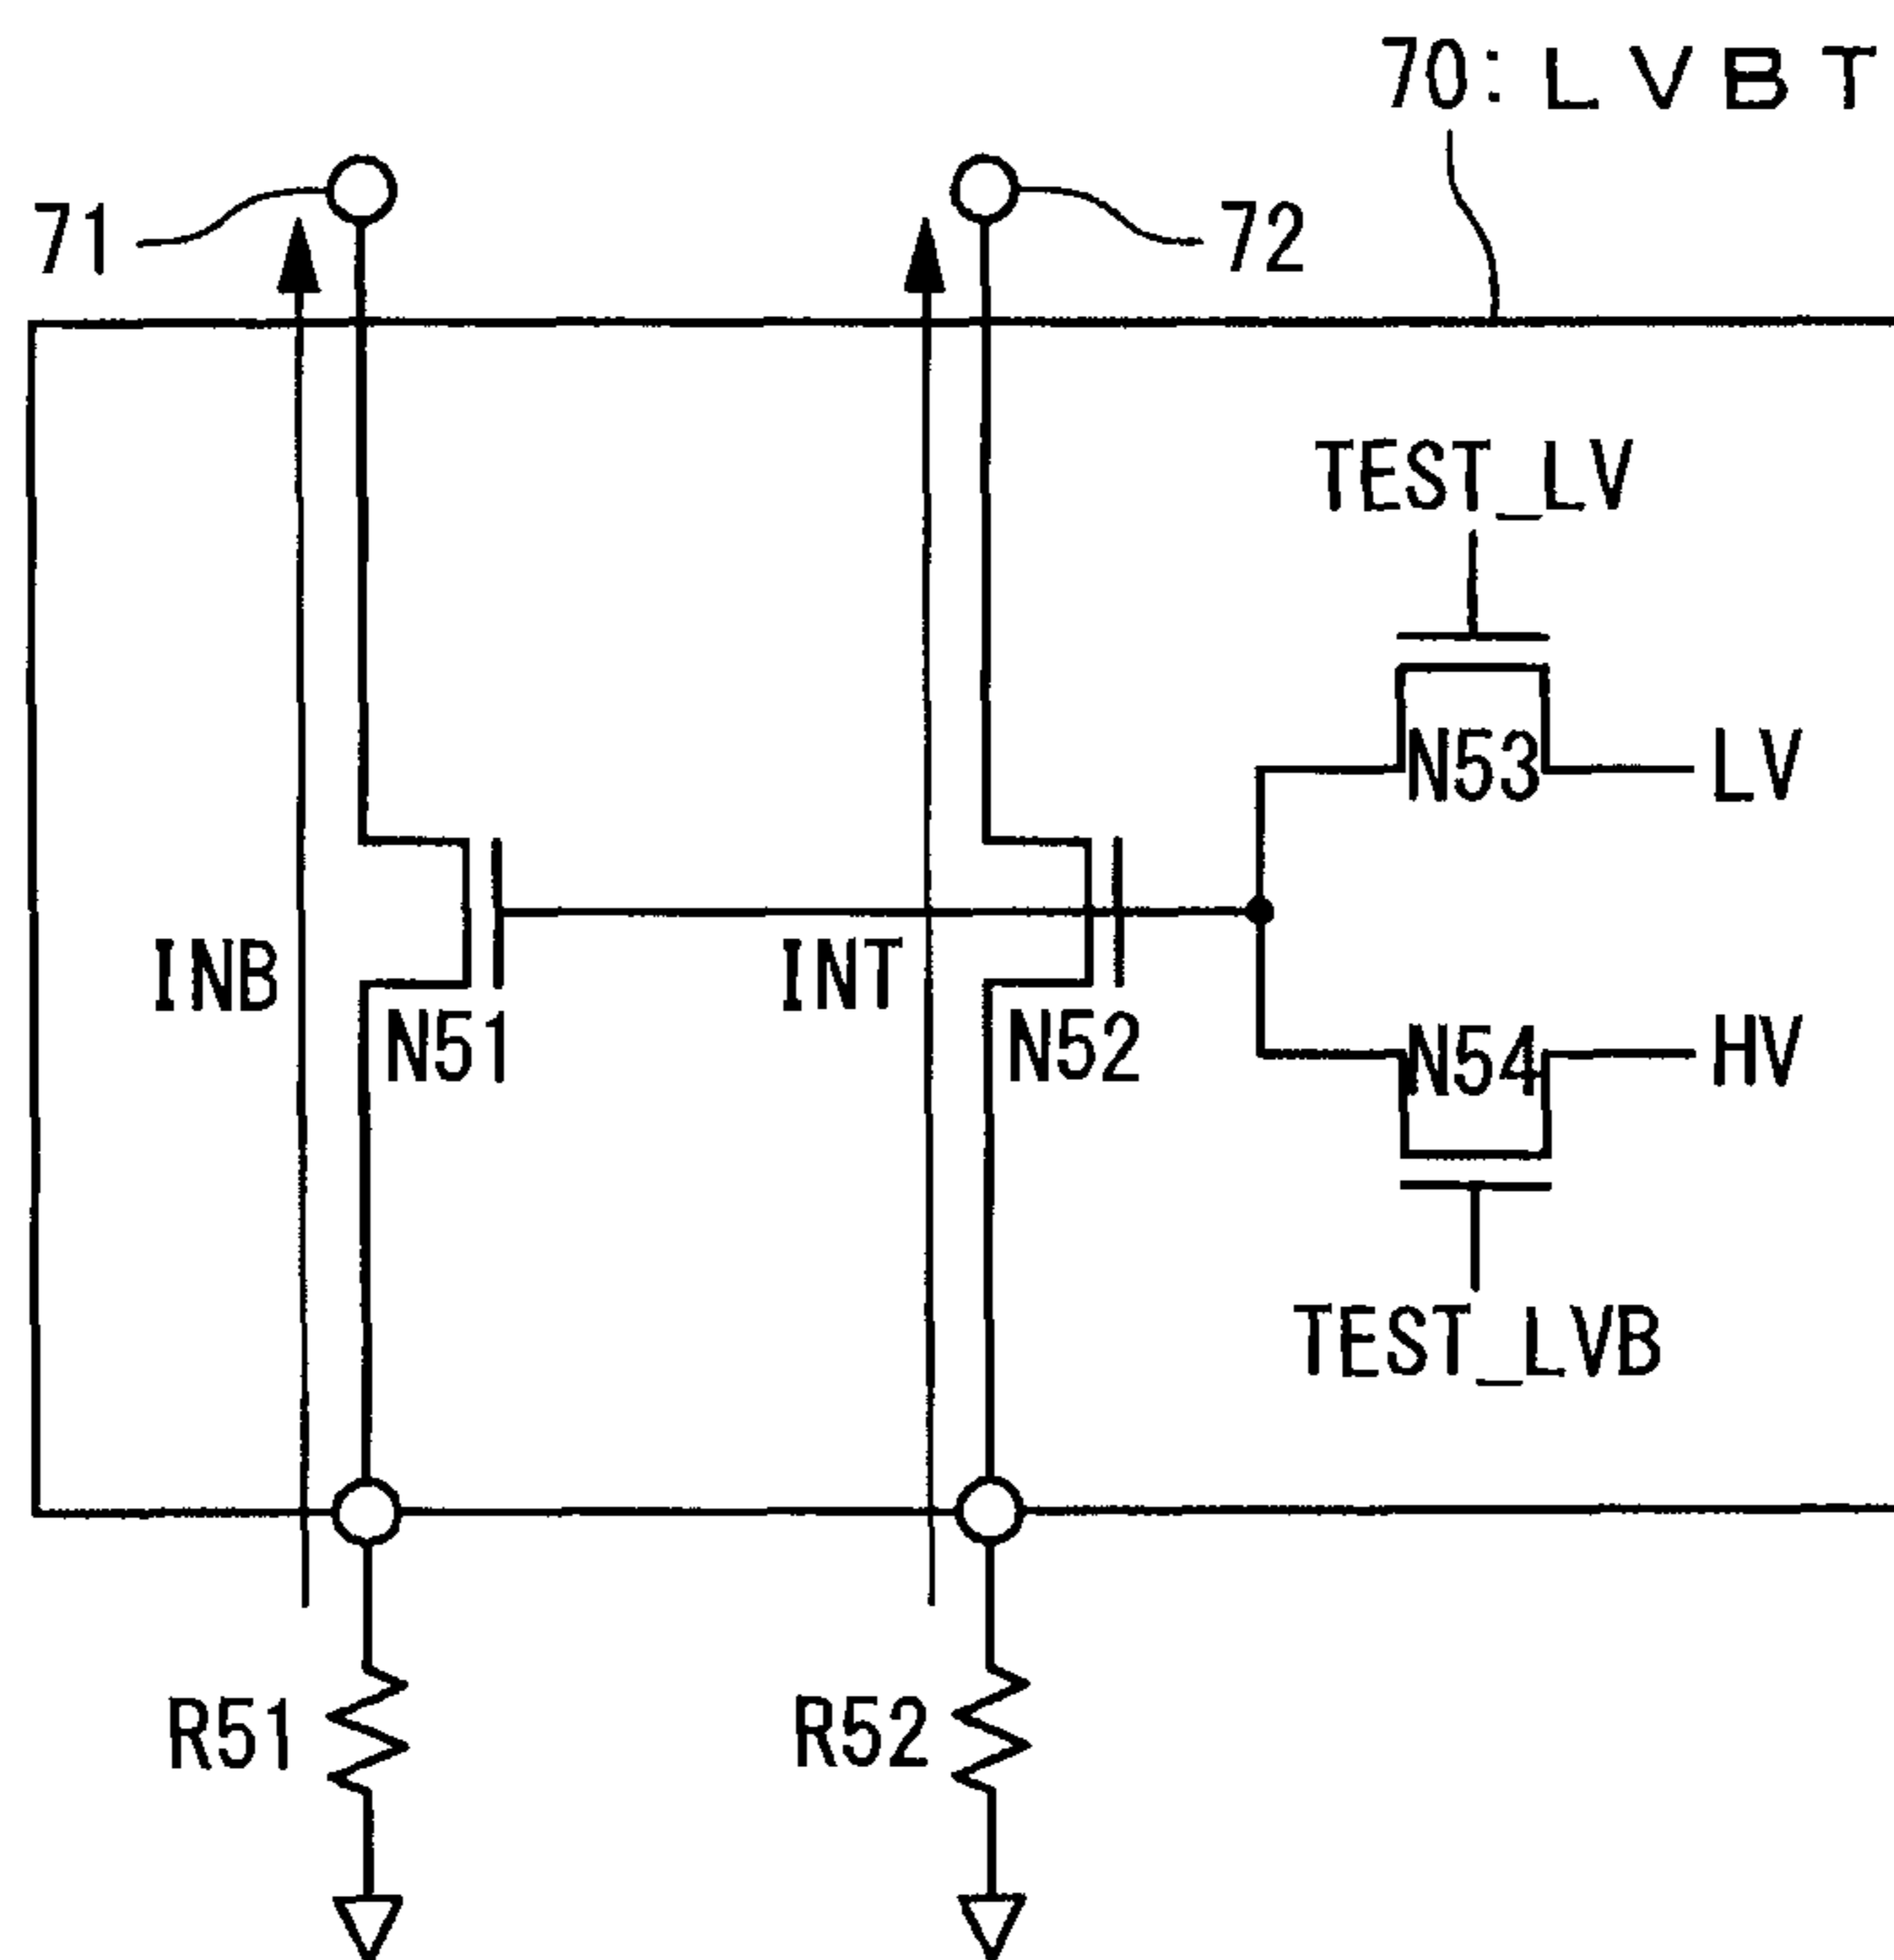 70: LVBT
71
72
TEST_LV
N53
LV
INB
INT
N51
N52
N54
HV
TEST_LVB
R51
R52